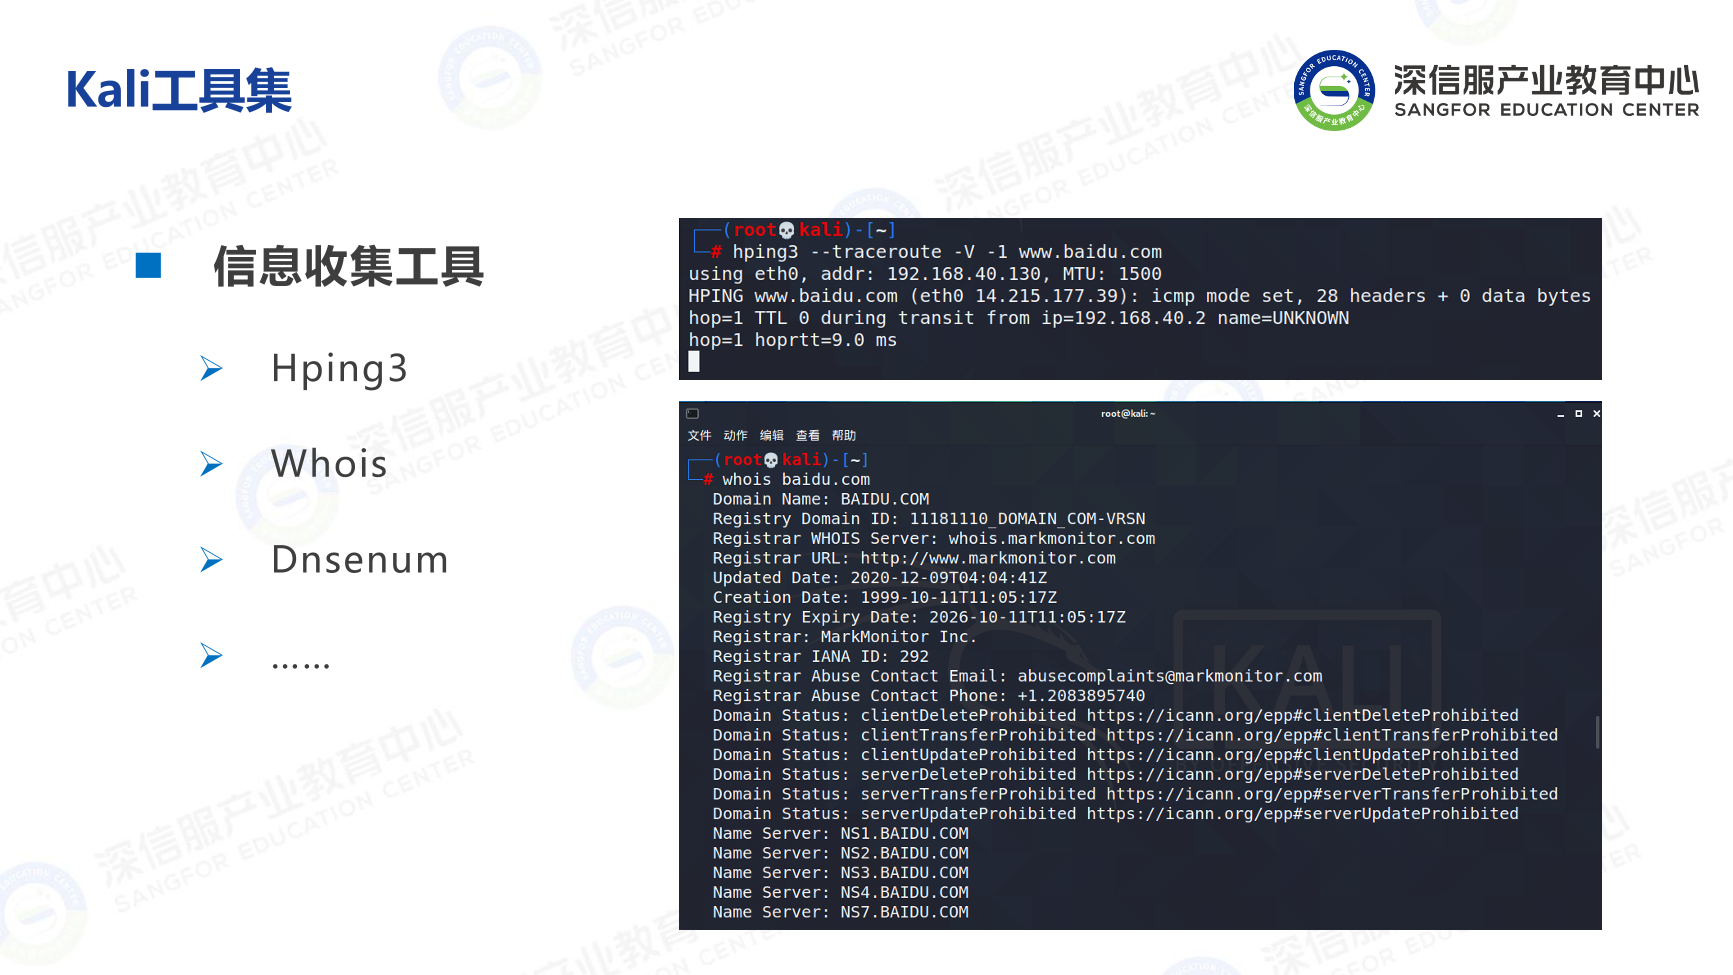 Kali工具集
深信服产业教育中心
SANGFOR EDUCATION CENTER
信息收集工具
Hping3
Whois
Dnsenum
……
(root💀kali)-[~]
# hping3 --traceroute -V -1 www.baidu.com
using eth0, addr: 192.168.40.130, MTU: 1500
HPING www.baidu.com (eth0 14.215.177.39): icmp mode set, 28 headers + 0 data bytes
hop=1 TTL 0 during transit from ip=192.168.40.2 name=UNKNOWN
hop=1 hoprtt=9.0 ms
root@kali: ~
文件 动作 编辑 查看 帮助
(root💀kali)-[~]
# whois baidu.com
Domain Name: BAIDU.COM
Registry Domain ID: 11181110_DOMAIN_COM-VRSN
Registrar WHOIS Server: whois.markmonitor.com
Registrar URL: http://www.markmonitor.com
Updated Date: 2020-12-09T04:04:41Z
Creation Date: 1999-10-11T11:05:17Z
Registry Expiry Date: 2026-10-11T11:05:17Z
Registrar: MarkMonitor Inc.
Registrar IANA ID: 292
Registrar Abuse Contact Email: abusecomplaints@markmonitor.com
Registrar Abuse Contact Phone: +1.2083895740
Domain Status: clientDeleteProhibited https://icann.org/epp#clientDeleteProhibited
Domain Status: clientTransferProhibited https://icann.org/epp#clientTransferProhibited
Domain Status: clientUpdateProhibited https://icann.org/epp#clientUpdateProhibited
Domain Status: serverDeleteProhibited https://icann.org/epp#serverDeleteProhibited
Domain Status: serverTransferProhibited https://icann.org/epp#serverTransferProhibited
Domain Status: serverUpdateProhibited https://icann.org/epp#serverUpdateProhibited
Name Server: NS1.BAIDU.COM
Name Server: NS2.BAIDU.COM
Name Server: NS3.BAIDU.COM
Name Server: NS4.BAIDU.COM
Name Server: NS7.BAIDU.COM